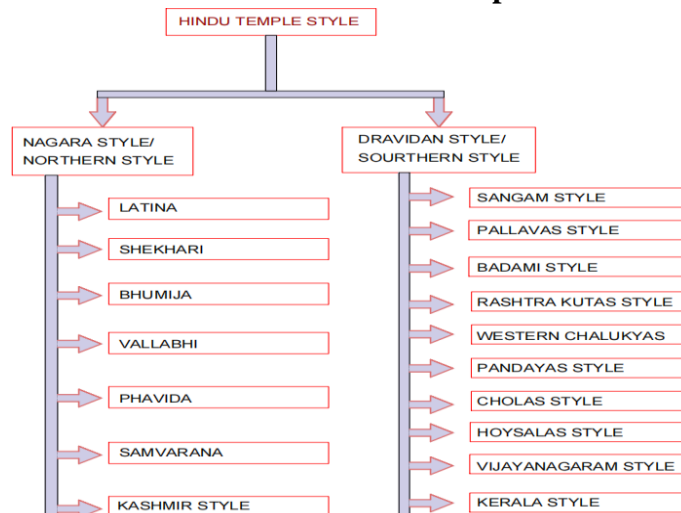 HINDU TEMPLE STYLE
NAGARA STYLE/
NORTHERN STYLE
LATINA
SHEKHARI
BHUMIJA
VALLABHI
PHAVIDA
SAMVARANA
KASHMIR STYLE
DRAVIDAN STYLE/
SOURTHERN STYLE
SANGAM STYLE
PALLAVAS STYLE
BADAMI STYLE
RASHTRA KUTAS STYLE
WESTERN CHALUKYAS
PANDAYAS STYLE
CHOLAS STYLE
HOYSALAS STYLE
VIJAYANAGARAM STYLE
KERALA STYLE